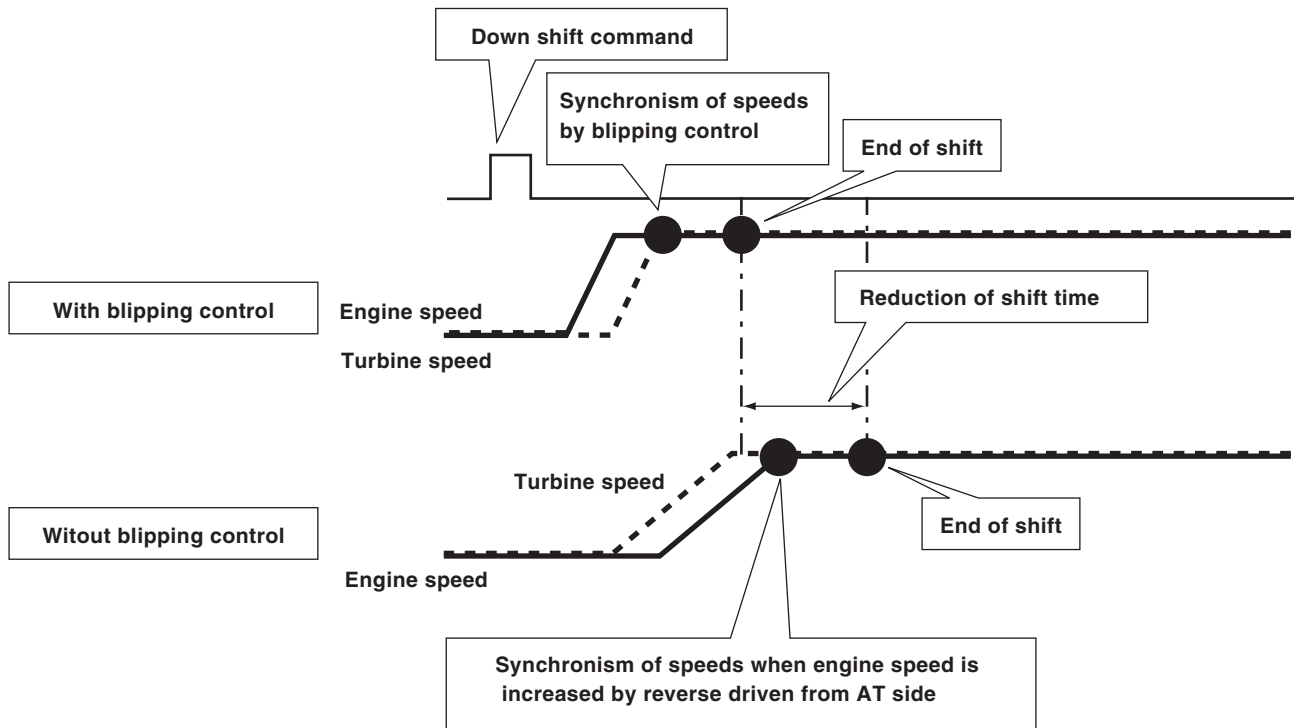 Down shift command
Synchronism of speeds
by blipping control
End of shift
With blipping control
Engine speed
Turbine speed
Reduction of shift time
Turbine speed
Witout blipping control
Engine speed
End of shift
Synchronism of speeds when engine speed is
increased by reverse driven from AT side